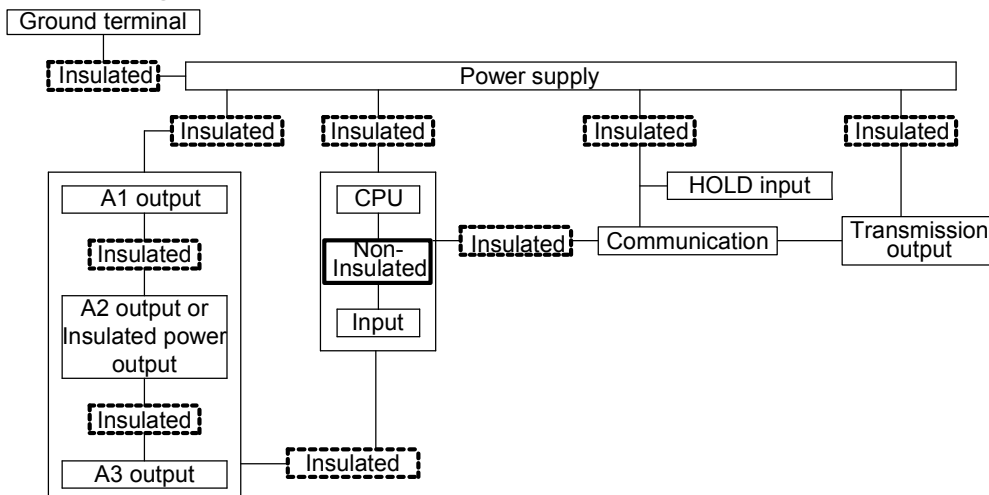 Ground terminal
Insulated
Power supply
Insulated
Insulated
Insulated
Insulated
A1 output
CPU
HOLD input
Insulated
Non-
Insulated
Insulated
Communication
Transmission
output
A2 output or
Insulated power
output
Input
Insulated
A3 output
Insulated